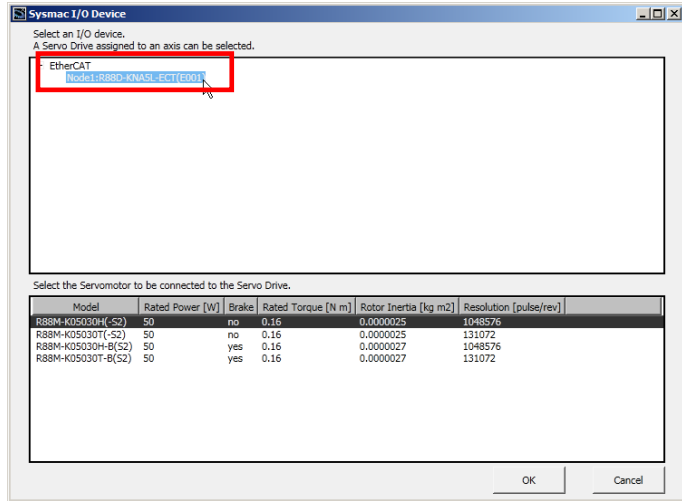 Sysmac I/O Device
Select an I/O device.
A Servo Drive assigned to an axis can be selected.
EtherCAT
Node1:R88D-KNA5L-ECT(E001)
Select the Servomotor to be connected to the Servo Drive.
Model Rated Power [W] Brake Rated Torque [N m] Rotor Inertia [kg m2] Resolution [pulse/rev]
R88M-K05030H(-S2) 50 no 0.16 0.0000025 1048576
R88M-K05030T(-S2) 50 no 0.16 0.0000025 131072
R88M-K05030H-B(S2) 50 yes 0.16 0.0000027 1048576
R88M-K05030T-B(S2) 50 yes 0.16 0.0000027 131072
OK Cancel